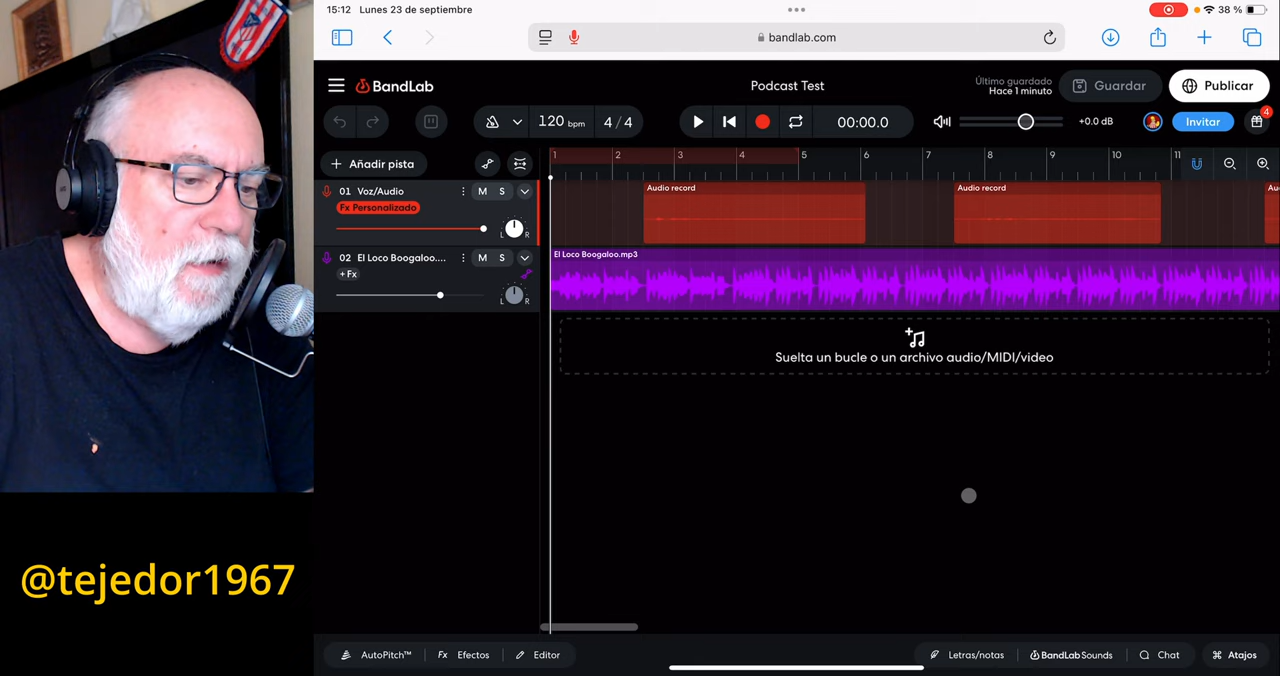 15:12 Lunes 23 de septiembre
38 %
bandlab.com
BandLab
Podcast Test
Último guardado
Hace 1 minuto
Guardar
Publicar
120 bpm
4 / 4
00:00.0
+0.0 dB
Invitar
4
+ Añadir pista
1 2 3 4 5 6 7 8 9 10 11
01 Voz/Audio
M S
Fx Personalizado
L R
Audio record
Audio record
Au
02 El Loco Boogaloo....
M S
+ Fx
L R
El Loco Boogaloo.mp3
Suelta un bucle o un archivo audio/MIDI/video
@tejedor1967
AutoPitch™
Fx Efectos
Editor
Letras/notas
BandLab Sounds
Chat
Atajos